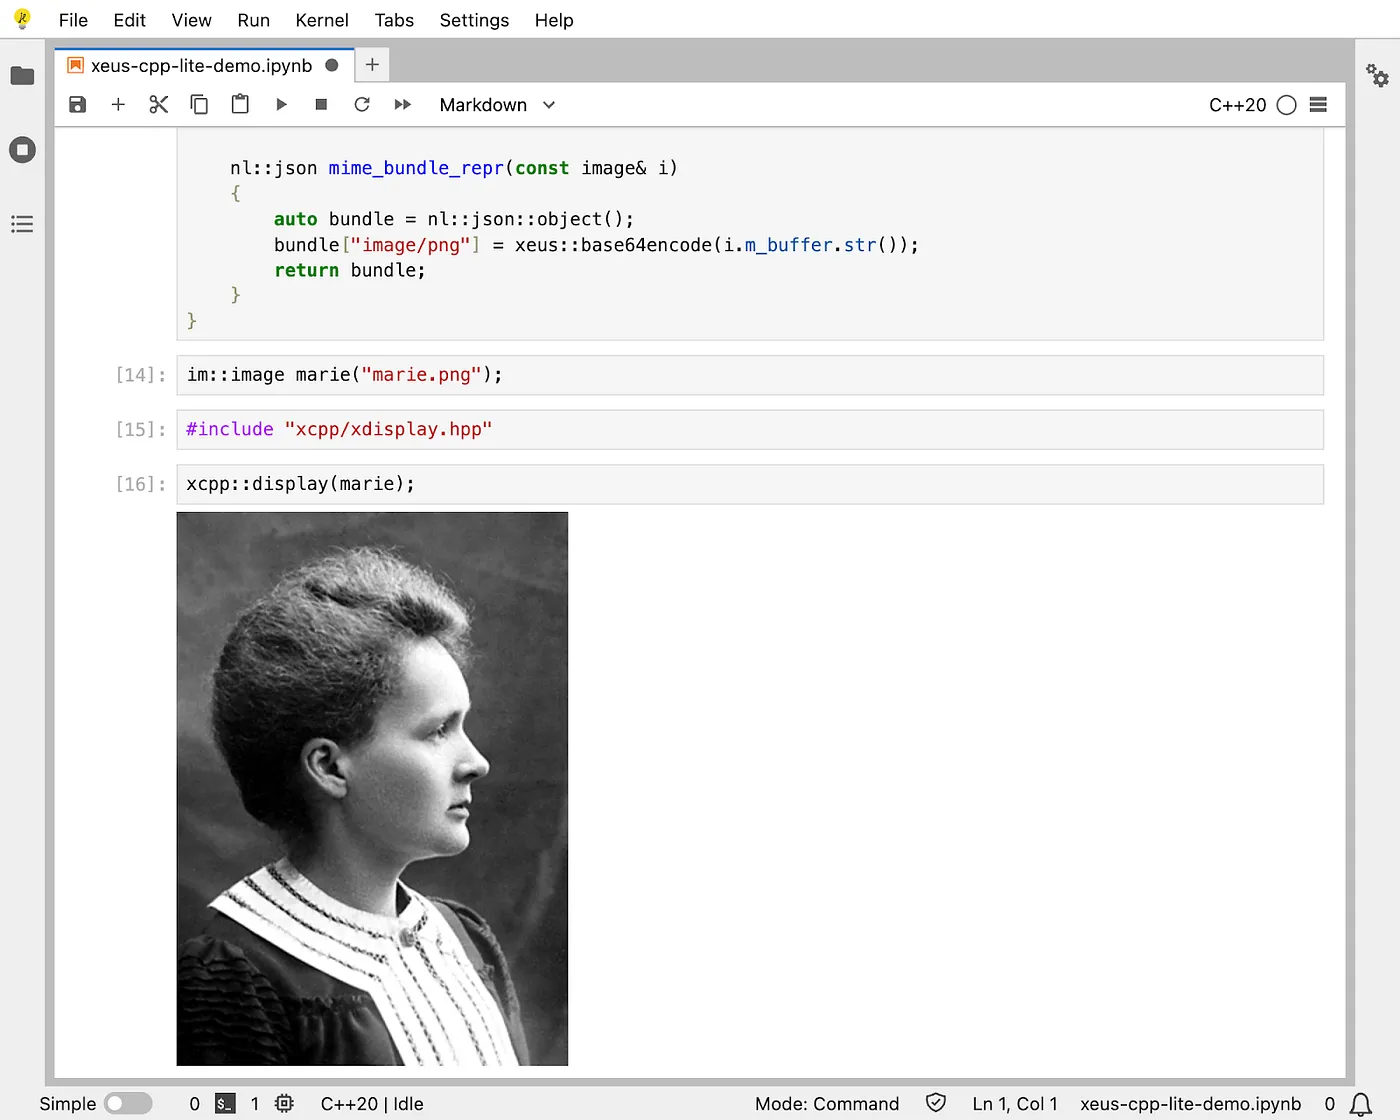 File Edit View Run Kernel Tabs Settings Help
xeus-cpp-lite-demo.ipynb
Markdown C++20
nl::json mime_bundle_repr(const image& i)
{
auto bundle = nl::json::object();
bundle["image/png"] = xeus::base64encode(i.m_buffer.str());
return bundle;
}
}
[14]: im::image marie("marie.png");
[15]: #include "xcpp/xdisplay.hpp"
[16]: xcpp::display(marie);
Simple 0 $_ 1 C++20 | Idle Mode: Command Ln 1, Col 1 xeus-cpp-lite-demo.ipynb 0